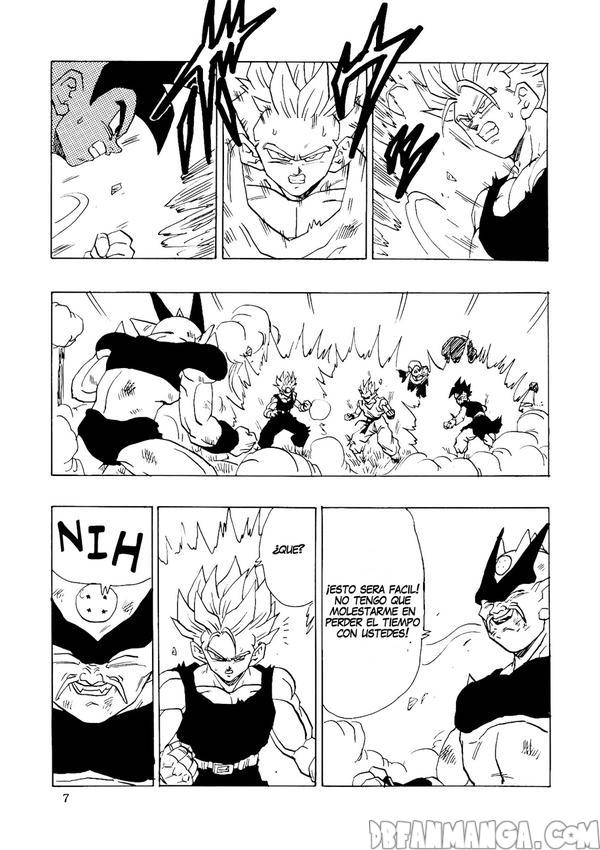 ¡ESTO SERA FACIL!
NO TENGO QUE
MOLESTARME EN
PERDER EL TIEMPO
CON USTEDES!
¿QUE?
NIH
7
DBFANMANGA.COM